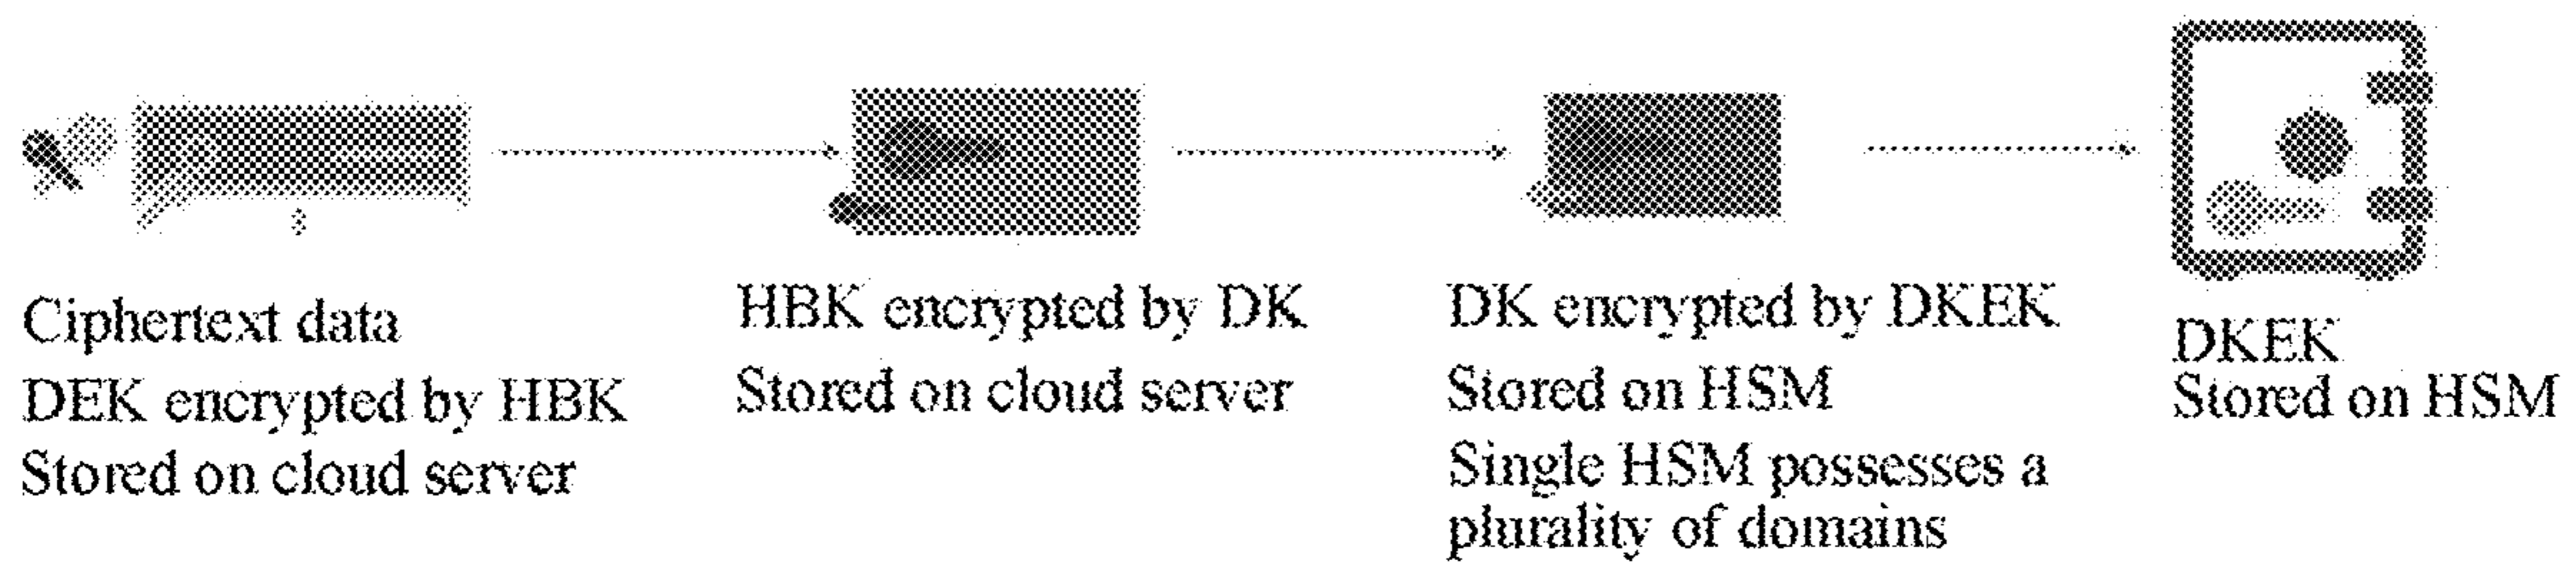 Ciphertext data
DEK encrypted by HBK
Stored on cloud server
HBK encrypted by DK
Stored on cloud server
DK encrypted by DKEK
Stored on HSM
Single HSM possesses a
plurality of domains
DKEK
Stored on HSM